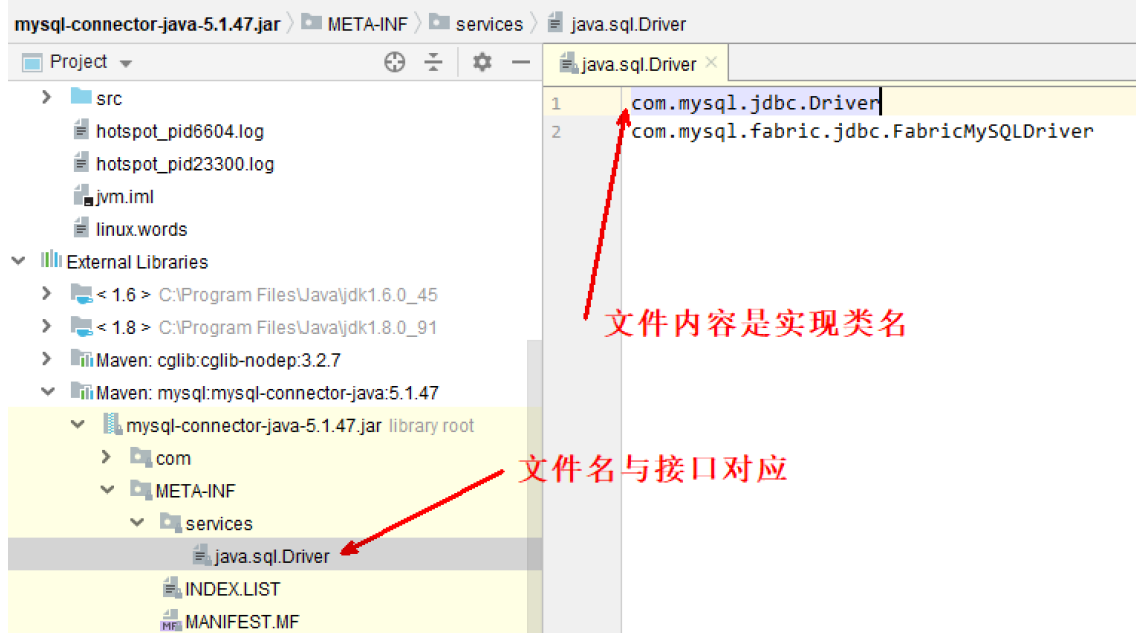 mysql-connector-java-5.1.47.jar META-INF services java.sql.Driver
Project
java.sql.Driver
src
hotspot_pid6604.log
hotspot_pid23300.log
jvm.iml
linux.words
External Libraries
< 1.6 > C:\Program Files\Java\jdk1.6.0_45
< 1.8 > C:\Program Files\Java\jdk1.8.0_91
Maven: cglib:cglib-nodep:3.2.7
Maven: mysql:mysql-connector-java:5.1.47
mysql-connector-java-5.1.47.jar library root
com
META-INF
services
java.sql.Driver
INDEX.LIST
MF MANIFEST.MF
1 com.mysql.jdbc.Driver
2 com.mysql.fabric.jdbc.FabricMySQLDriver
文件内容是实现类名
文件名与接口对应